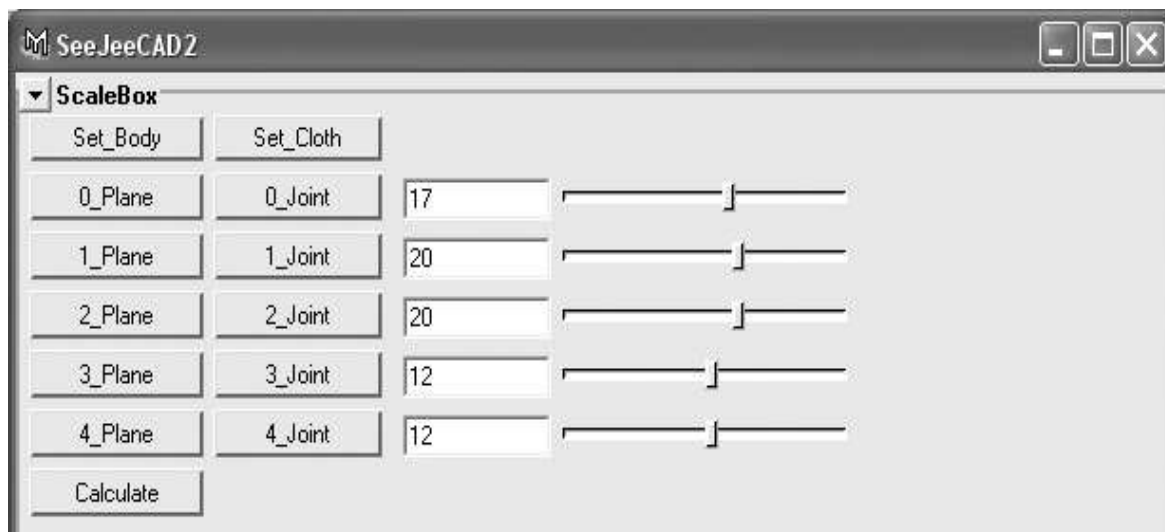 SeeJeeCAD2
ScaleBox
Set_Body Set_Cloth
0_Plane 0_Joint 17
1_Plane 1_Joint 20
2_Plane 2_Joint 20
3_Plane 3_Joint 12
4_Plane 4_Joint 12
Calculate